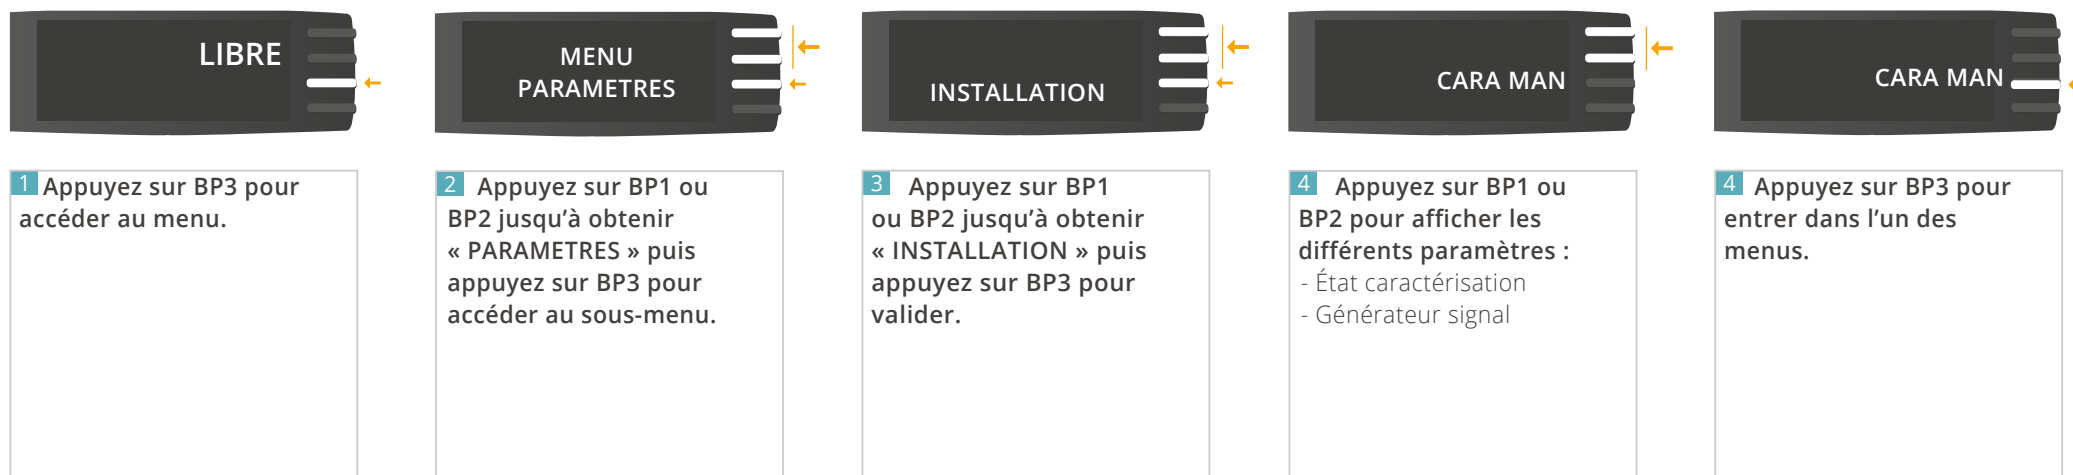 LIBRE
MENU
PARAMETRES
INSTALLATION
CARA MAN
CARA MAN
1 Appuyez sur BP3 pour
accéder au menu.
2 Appuyez sur BP1 ou
BP2 jusqu’à obtenir
« PARAMETRES » puis
appuyez sur BP3 pour
accéder au sous-menu.
3 Appuyez sur BP1
ou BP2 jusqu’à obtenir
« INSTALLATION » puis
appuyez sur BP3 pour
valider.
4 Appuyez sur BP1 ou
BP2 pour afficher les
différents paramètres :
- État caractérisation
- Générateur signal
4 Appuyez sur BP3 pour
entrer dans l’un des
menus.